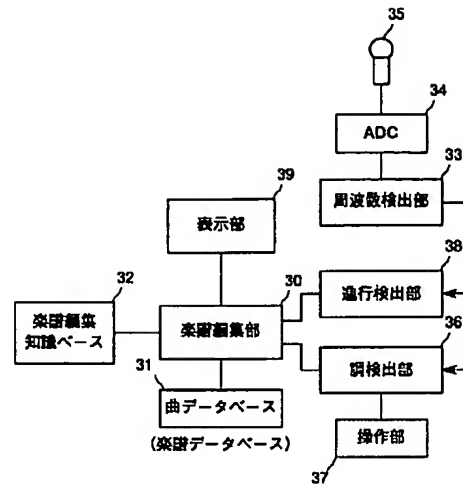 35
34
ADC
33
周波数検出部
39
表示部
38
進行検出部
32
30
楽譜編集
知識ベース
楽譜編集部
36
31
調検出部
曲データベース
(楽譜データベース)
操作部
37